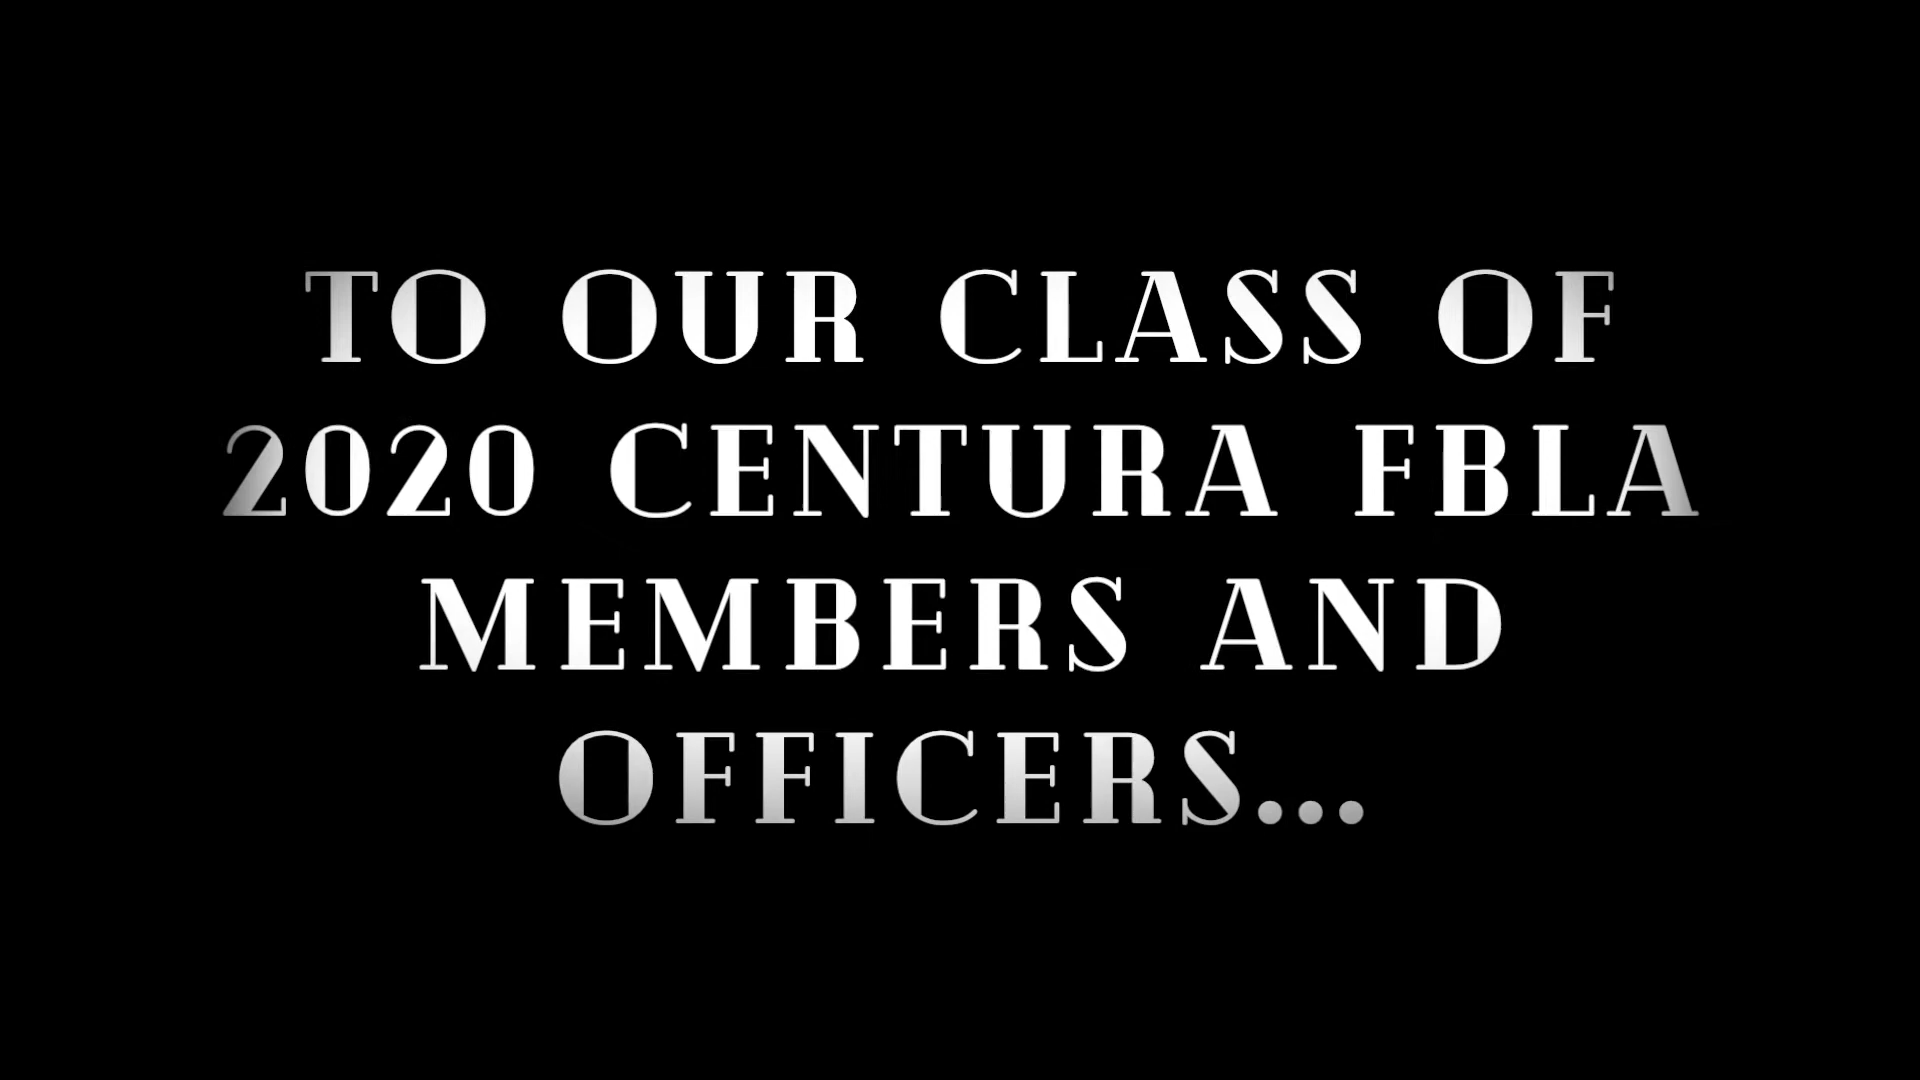 TO OUR CLASS OF
2020 CENTURA FBLA
MEMBERS AND
OFFICERS...